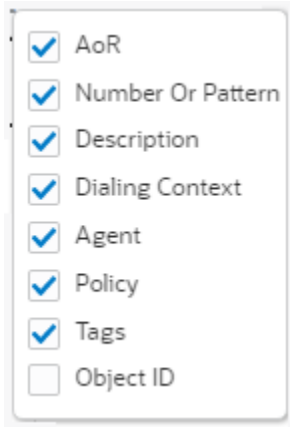 AoR
Number Or Pattern
Description
Dialing Context
Agent
Policy
Tags
Object ID